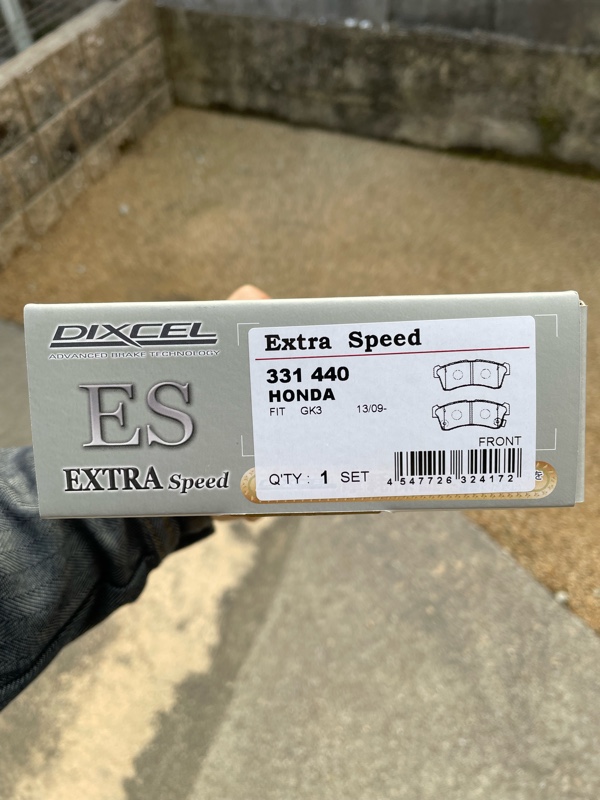 DIXCEL
ADVANCED BRAKE TECHNOLOGY
ES
EXTRA Speed
Extra Speed
331 440
HONDA
FIT GK3 13/09-
FRONT
Q'TY : 1 SET
4 547726 324172
を